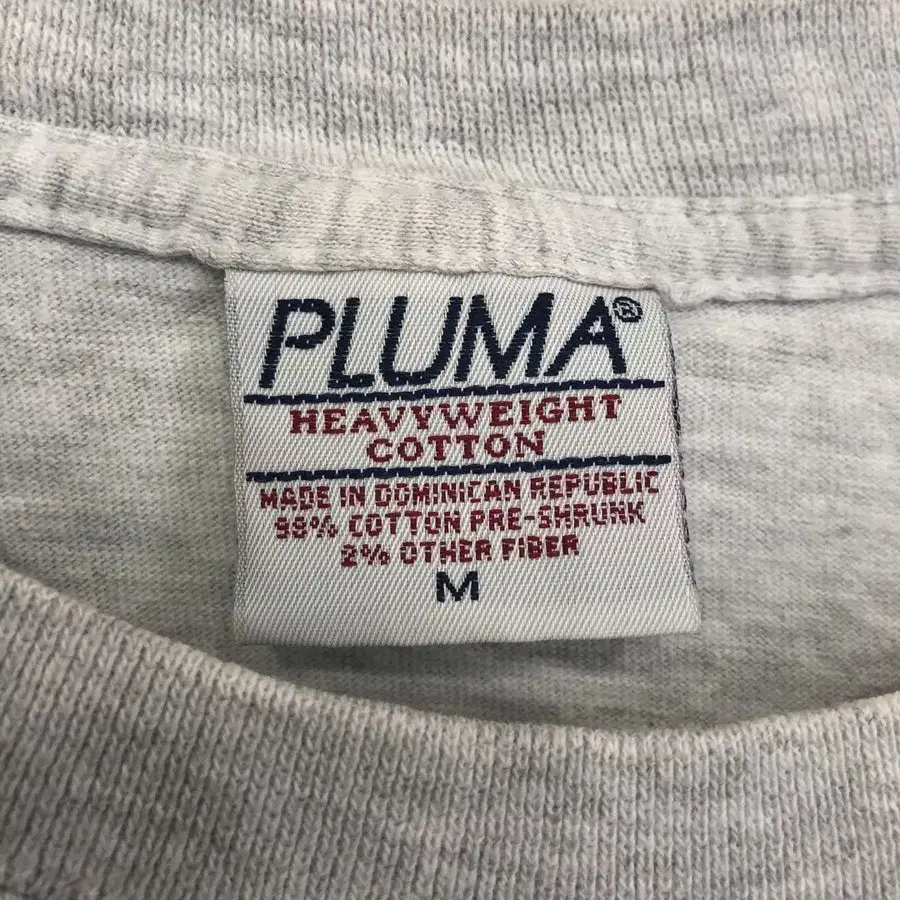 PLUMA®
HEAVYWEIGHT
COTTON
MADE IN DOMINICAN REPUBLIC
98% COTTON PRE-SHRUNK
2% OTHER FIBER
M